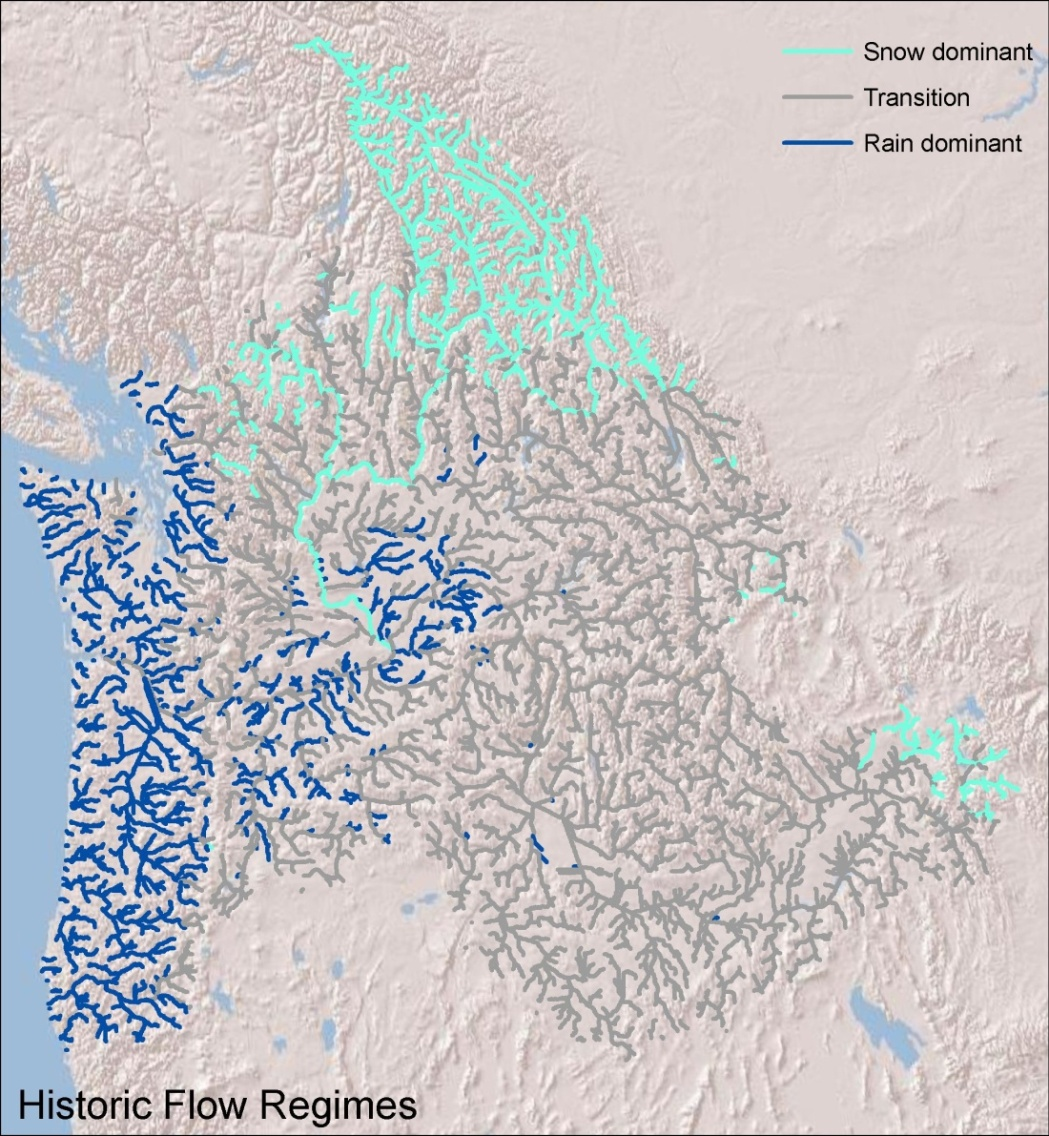 Snow dominant
Transition
Rain dominant
Historic Flow Regimes